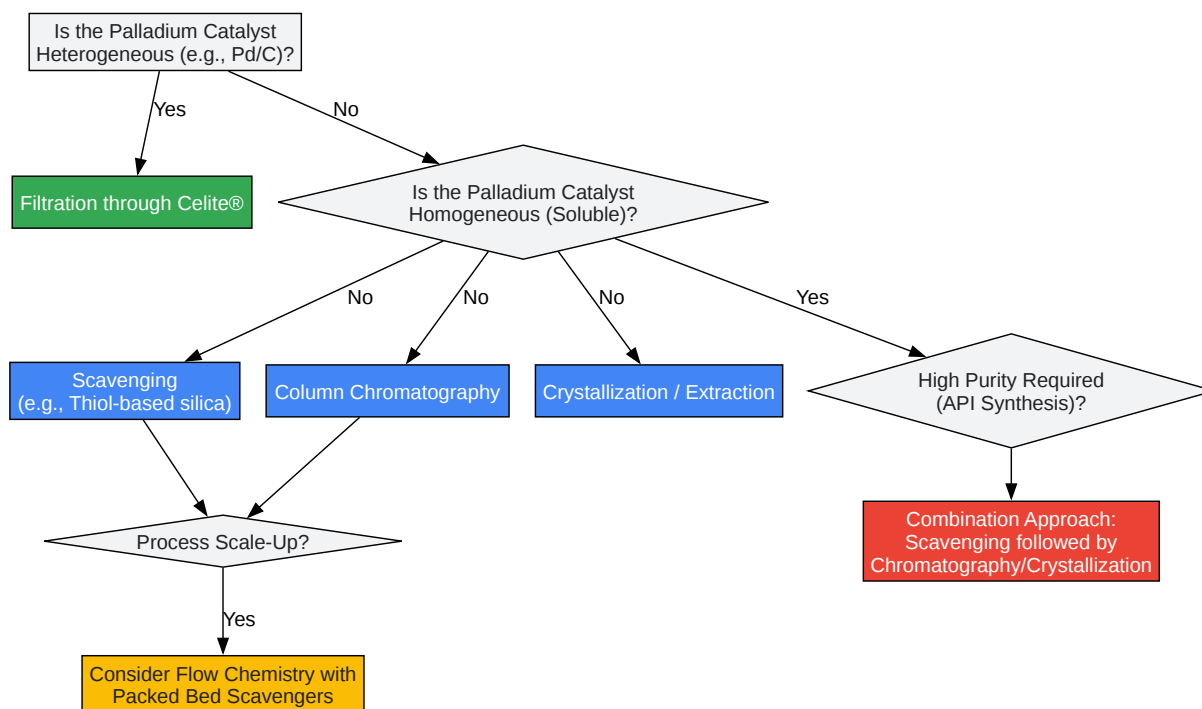 Is the Palladium Catalyst
Heterogeneous (e.g., Pd/C)?
Yes
No
Filtration through Celite®
Is the Palladium Catalyst
Homogeneous (Soluble)?
No
No
No
Yes
Scavenging
(e.g., Thiol-based silica)
Column Chromatography
Crystallization / Extraction
High Purity Required
(API Synthesis)?
Process Scale-Up?
Combination Approach:
Scavenging followed by
Chromatography/Crystallization
Yes
Consider Flow Chemistry with
Packed Bed Scavengers